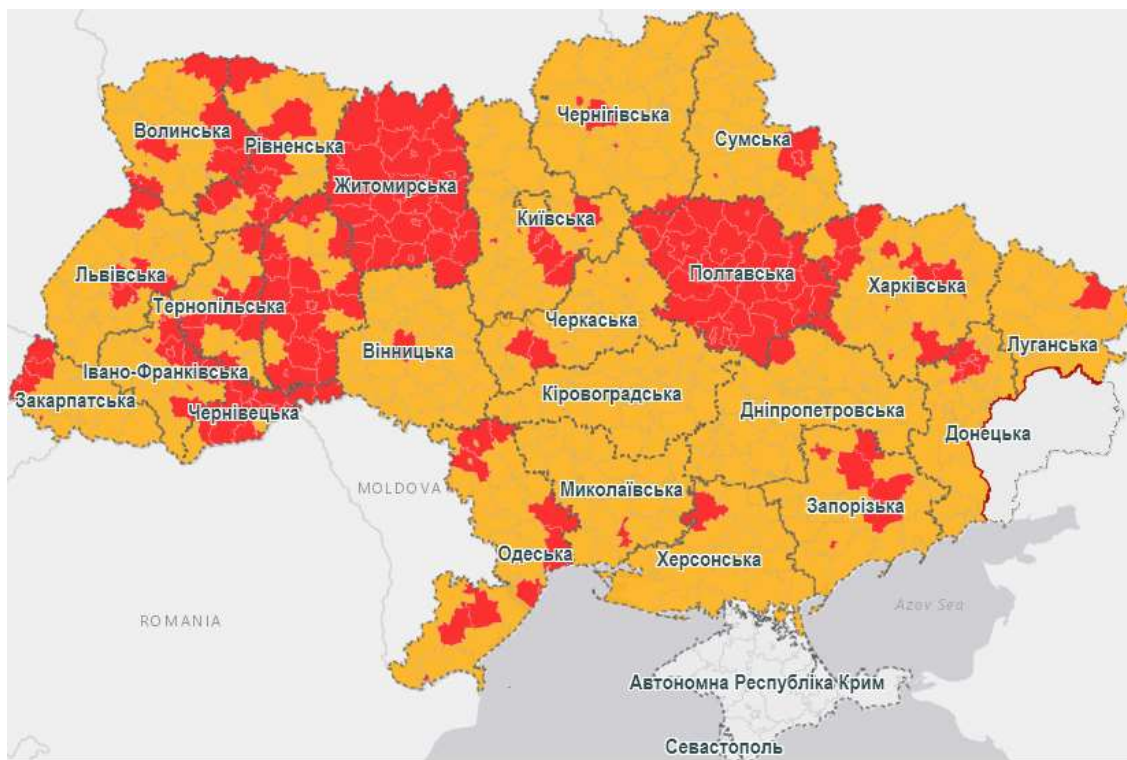 Чернігівська
Волинська
Сумська
Рівненська
Житомирська
Київська
Львівська
Полтавська
Харківська
Тернопільська
Черкаська
Вінницька
Луганська
Івано-Франківська
Закарпатська
Кіровоградська
Чернівецька
Дніпропетровська
Донецька
MOLDOVA
Миколаївська
Запорізька
Одеська
Херсонська
Azov Sea
ROMANIA
Автономна Республіка Крим
Севастополь